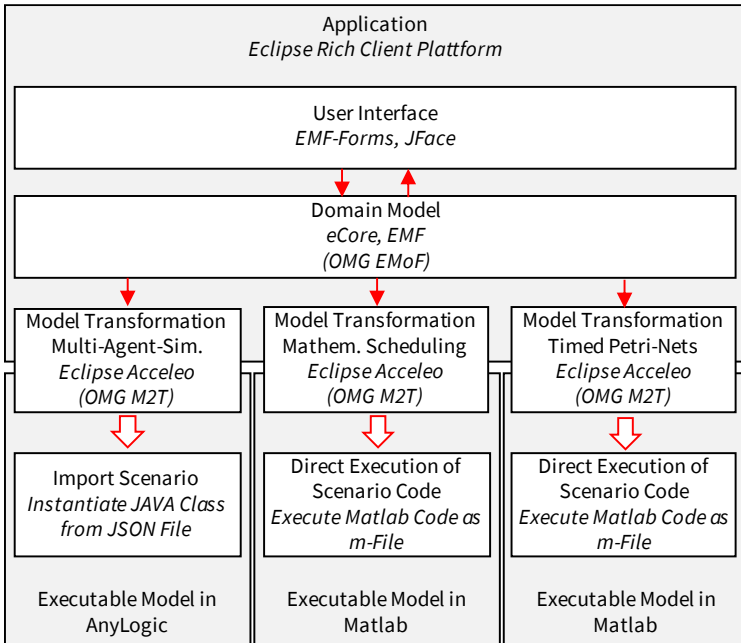 Application
Eclipse Rich Client Plattform
User Interface
EMF-Forms, JFace
Domain Model
eCore, EMF
(OMG EMoF)
Model Transformation
Multi-Agent-Sim.
Eclipse Acceleo
(OMG M2T)
Model Transformation
Mathem. Scheduling
Eclipse Acceleo
(OMG M2T)
Model Transformation
Timed Petri-Nets
Eclipse Acceleo
(OMG M2T)
Import Scenario
Instantiate JAVA Class
from JSON File
Direct Execution of
Scenario Code
Execute Matlab Code as
m-File
Direct Execution of
Scenario Code
Execute Matlab Code as
m-File
Executable Model in
AnyLogic
Executable Model in
Matlab
Executable Model in
Matlab